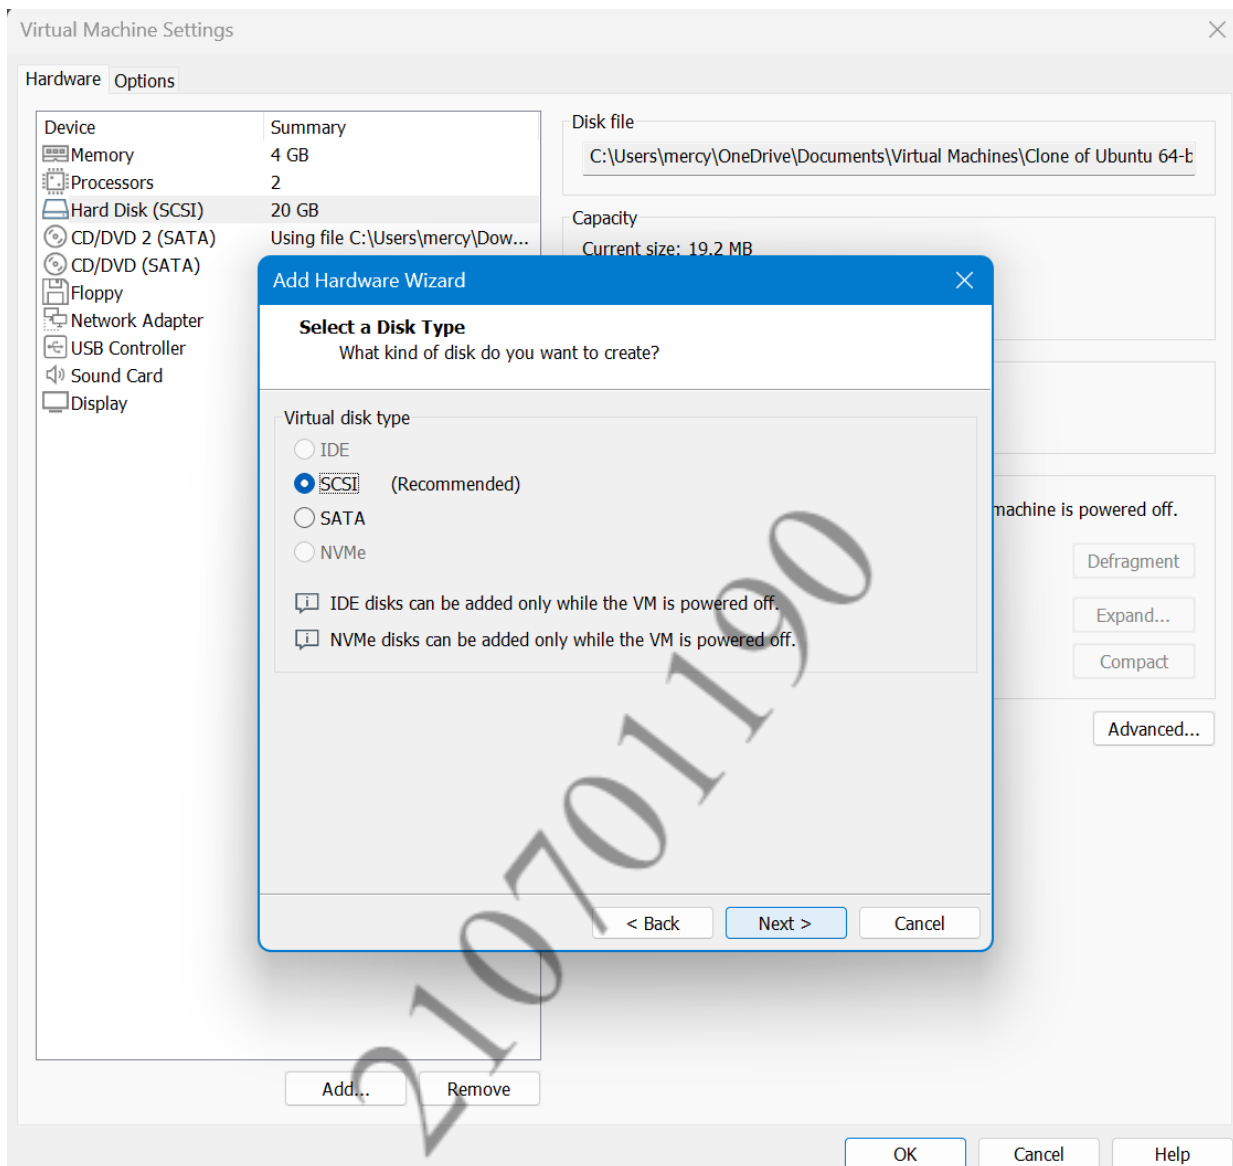 Virtual Machine Settings
Hardware Options
Device Summary
Memory 4 GB
Processors 2
Hard Disk (SCSI) 20 GB
CD/DVD 2 (SATA) Using file C:\Users\mercy\Dow...
CD/DVD (SATA)
Floppy
Network Adapter
USB Controller
Sound Card
Display
Add... Remove
Disk file
C:\Users\mercy\OneDrive\Documents\Virtual Machines\Clone of Ubuntu 64-b
Capacity
Current size: 19.2 MB
machine is powered off.
Defragment
Expand...
Compact
Advanced...
Add Hardware Wizard
Select a Disk Type
What kind of disk do you want to create?
Virtual disk type
IDE
SCSI (Recommended)
SATA
NVMe
IDE disks can be added only while the VM is powered off.
NVMe disks can be added only while the VM is powered off.
< Back Next > Cancel
OK Cancel Help
210701190